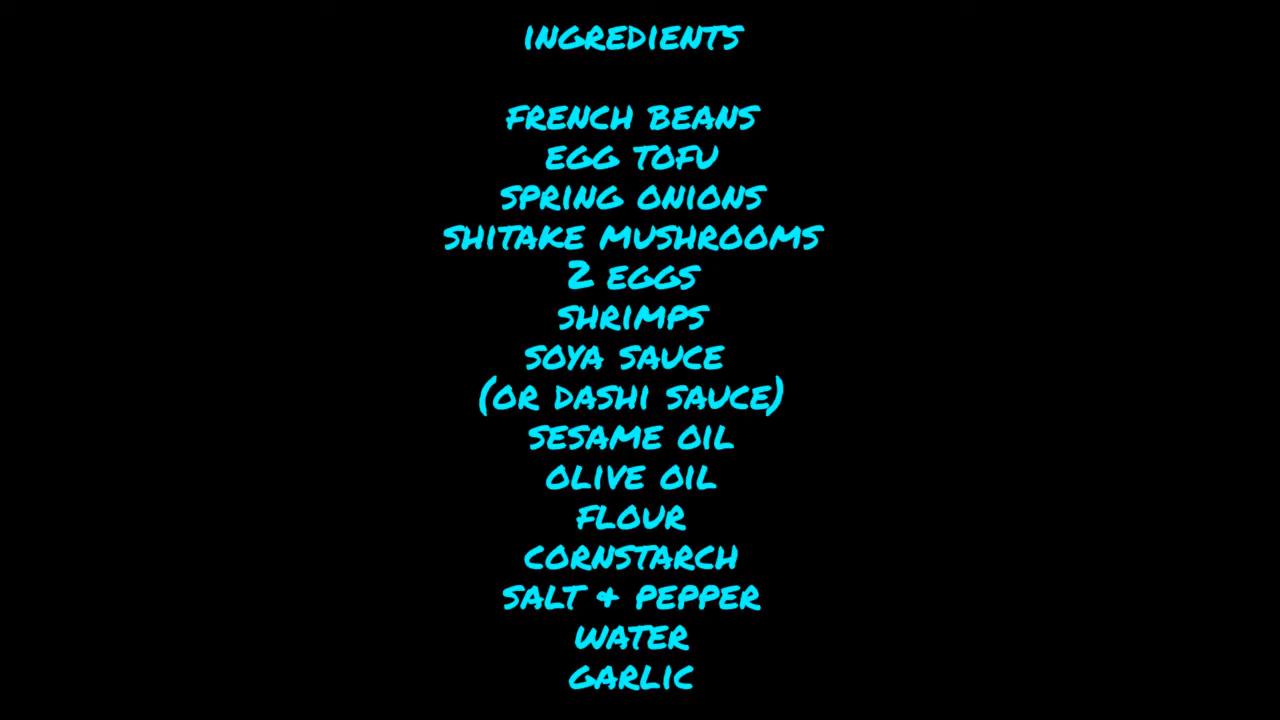 INGREDIENTS
FRENCH BEANS
EGG TOFU
SPRING ONIONS
SHITAKE MUSHROOMS
2 EGGS
SHRIMPS
SOYA SAUCE
(OR DASHI SAUCE)
SESAME OIL
OLIVE OIL
FLOUR
CORNSTARCH
SALT & PEPPER
WATER
GARLIC